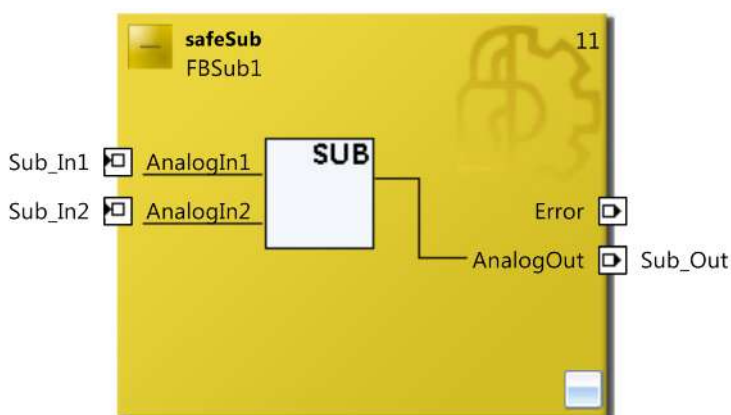 safeSub
11
FBSub1
SUB
Sub_In1
AnalogIn1
Sub_In2
AnalogIn2
Error
AnalogOut
Sub_Out